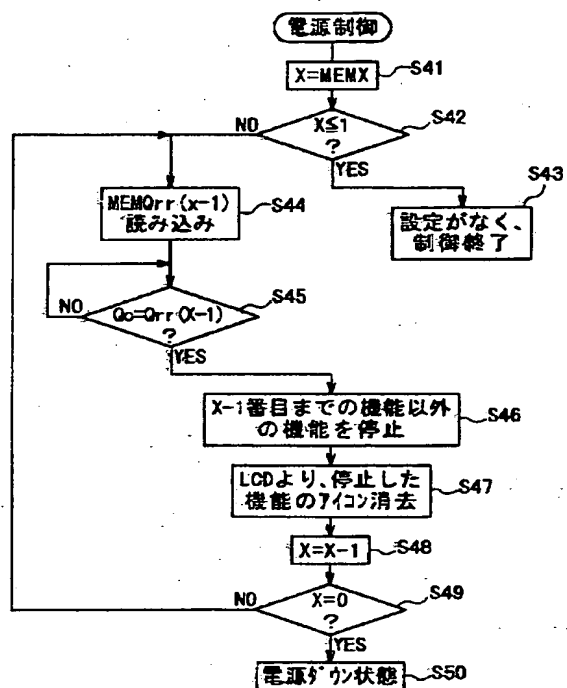 電源制御
X=MEMX
S41
X≦1
?
S42
NO
YES
S43
設定がなく、
制御終了
MEMQrr(x-1)
読み込み
S44
Qo=Qrr(X-1)
?
S45
NO
YES
X-1番目までの機能以外
の機能を停止
S46
LCDより、停止した
機能のアイコン消去
S47
X=X-1
S48
X=0
?
S49
NO
YES
電源ダウン状態
S50